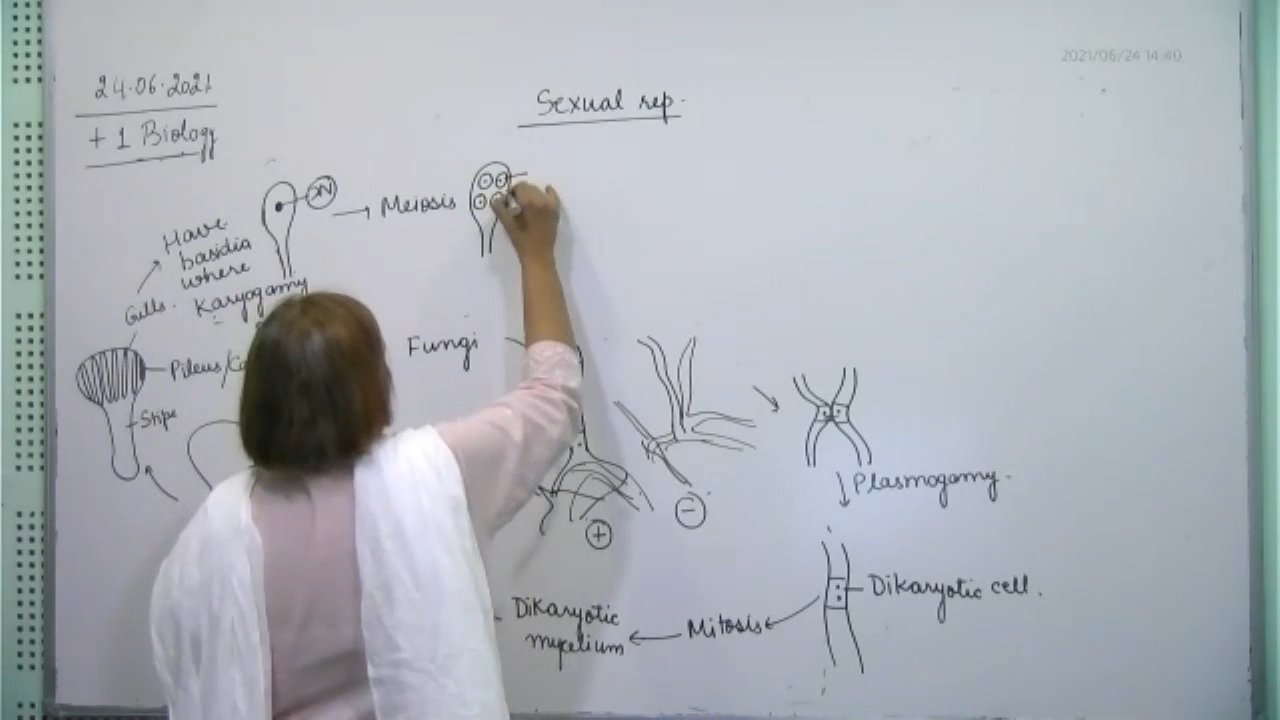 2021/06/24 14:40
24.06.2021
+ 1 Biology
Sexual rep.
2N
→ Meiosis
Have
basidia
where
Karyogamy
Gills.
Pileus/
Stipe
Fungi
+
−
Plasmogamy.
Dikaryotic cell.
Mitosis
Dikaryotic
mycelium